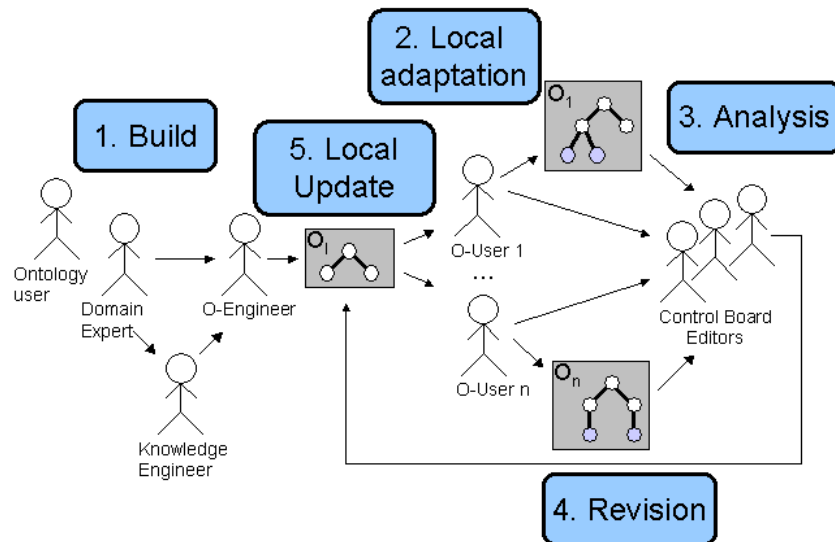 2. Local
adaptation
O1
3. Analysis
1. Build
5. Local
Update
OI
O-User 1
...
Ontology
user
Domain
Expert
O-Engineer
Control Board
Editors
O-User n
On
Knowledge
Engineer
4. Revision